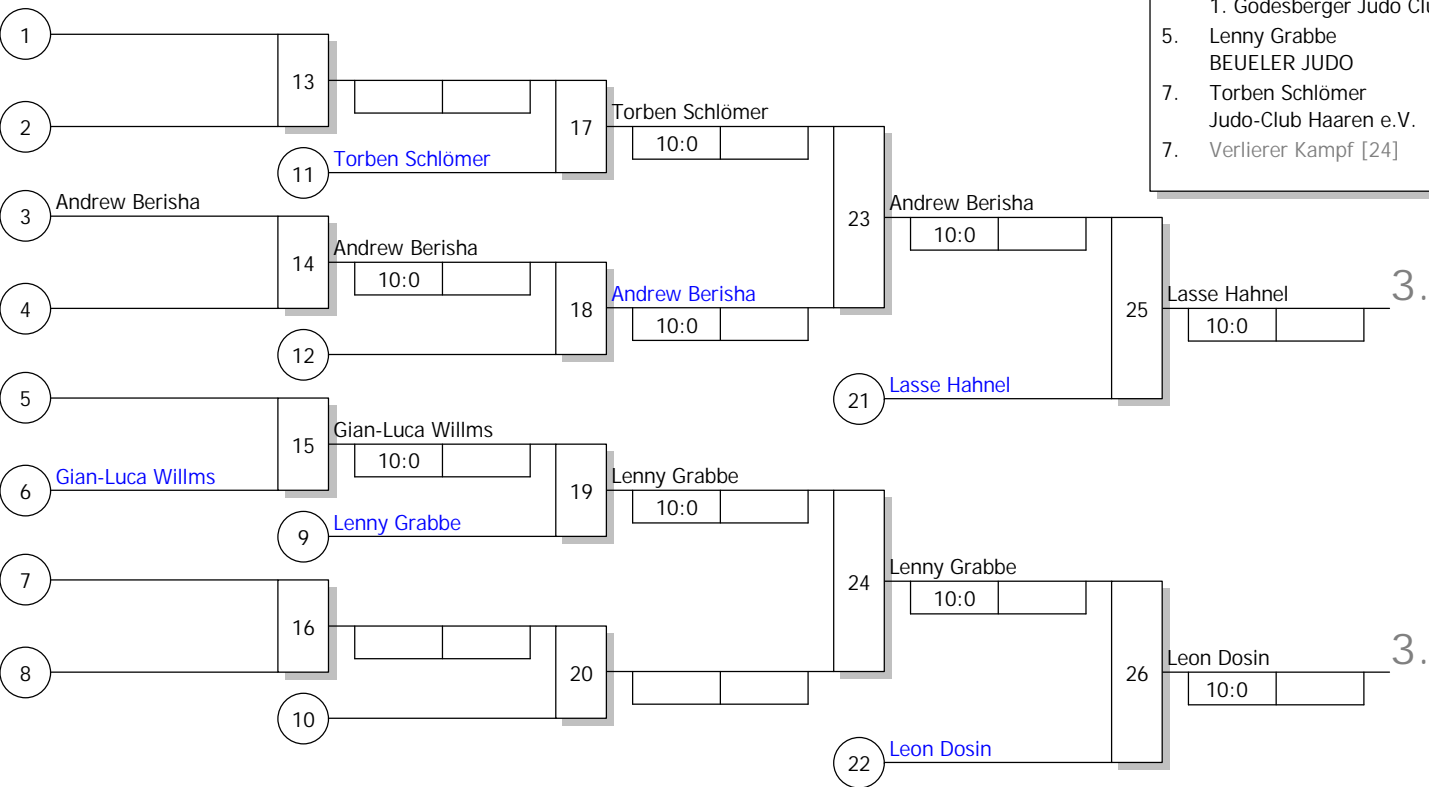 1. Godesberger Judo
5. Lenny Grabbe
BEUELER JUDO
7. Torben Schlömer
Judo-Club Haaren e.V.
7. Verlierer Kampf [24]
1
13
2
17
Torben Schlömer
10:0
11
Torben Schlömer
3
Andrew Berisha
14
Andrew Berisha
10:0
4
18
Andrew Berisha
10:0
12
23
Andrew Berisha
10:0
25
Lasse Hahnel
10:0
3.
21
Lasse Hahnel
5
15
Gian-Luca Willms
10:0
6
Gian-Luca Willms
19
Lenny Grabbe
10:0
9
Lenny Grabbe
7
16
8
20
10
24
Lenny Grabbe
10:0
26
Leon Dosin
10:0
3.
22
Leon Dosin